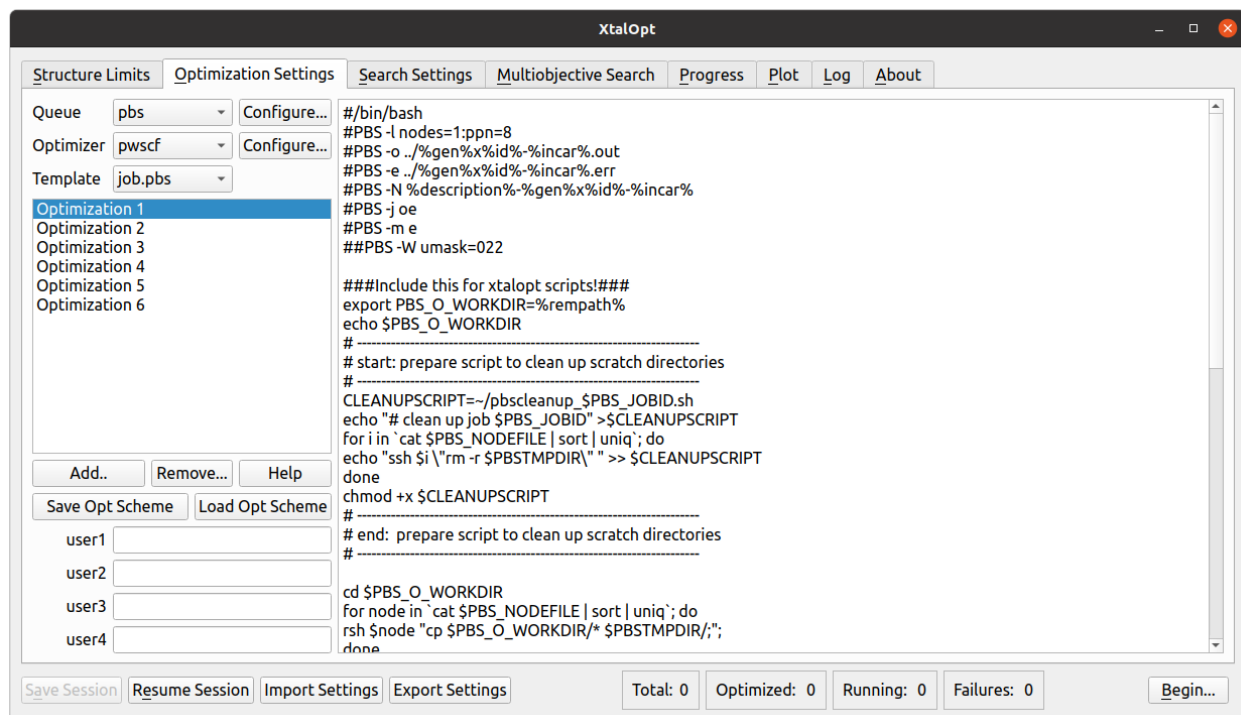 XtalOpt
Structure Limits Optimization Settings Search Settings Multiobjective Search Progress Plot Log About
Queue pbs Configure...
Optimizer pwscf Configure...
Template job.pbs
Optimization 1
Optimization 2
Optimization 3
Optimization 4
Optimization 5
Optimization 6
Add.. Remove... Help
Save Opt Scheme Load Opt Scheme
user1
user2
user3
user4
#/bin/bash
#PBS -l nodes=1:ppn=8
#PBS -o ../%gen%x%id%-%incar%.out
#PBS -e ../%gen%x%id%-%incar%.err
#PBS -N %description%-%gen%x%id%-%incar%
#PBS -j oe
#PBS -m e
##PBS -W umask=022
###Include this for xtalopt scripts!###
export PBS_O_WORKDIR=%rempath%
echo $PBS_O_WORKDIR
# -----------------------------------------------------------------------
# start: prepare script to clean up scratch directories
# -----------------------------------------------------------------------
CLEANUPSCRIPT=~/pbscleanup_$PBS_JOBID.sh
echo "# clean up job $PBS_JOBID" >$CLEANUPSCRIPT
for i in `cat $PBS_NODEFILE | sort | uniq`; do
echo "ssh $i \"rm -r $PBSTMPDIR\" " >> $CLEANUPSCRIPT
done
chmod +x $CLEANUPSCRIPT
# -----------------------------------------------------------------------
# end:  prepare script to clean up scratch directories
# -----------------------------------------------------------------------
cd $PBS_O_WORKDIR
for node in `cat $PBS_NODEFILE | sort | uniq`; do
rsh $node "cp $PBS_O_WORKDIR/* $PBSTMPDIR/;";
done
Save Session Resume Session Import Settings Export Settings Total: 0 Optimized: 0 Running: 0 Failures: 0 Begin...